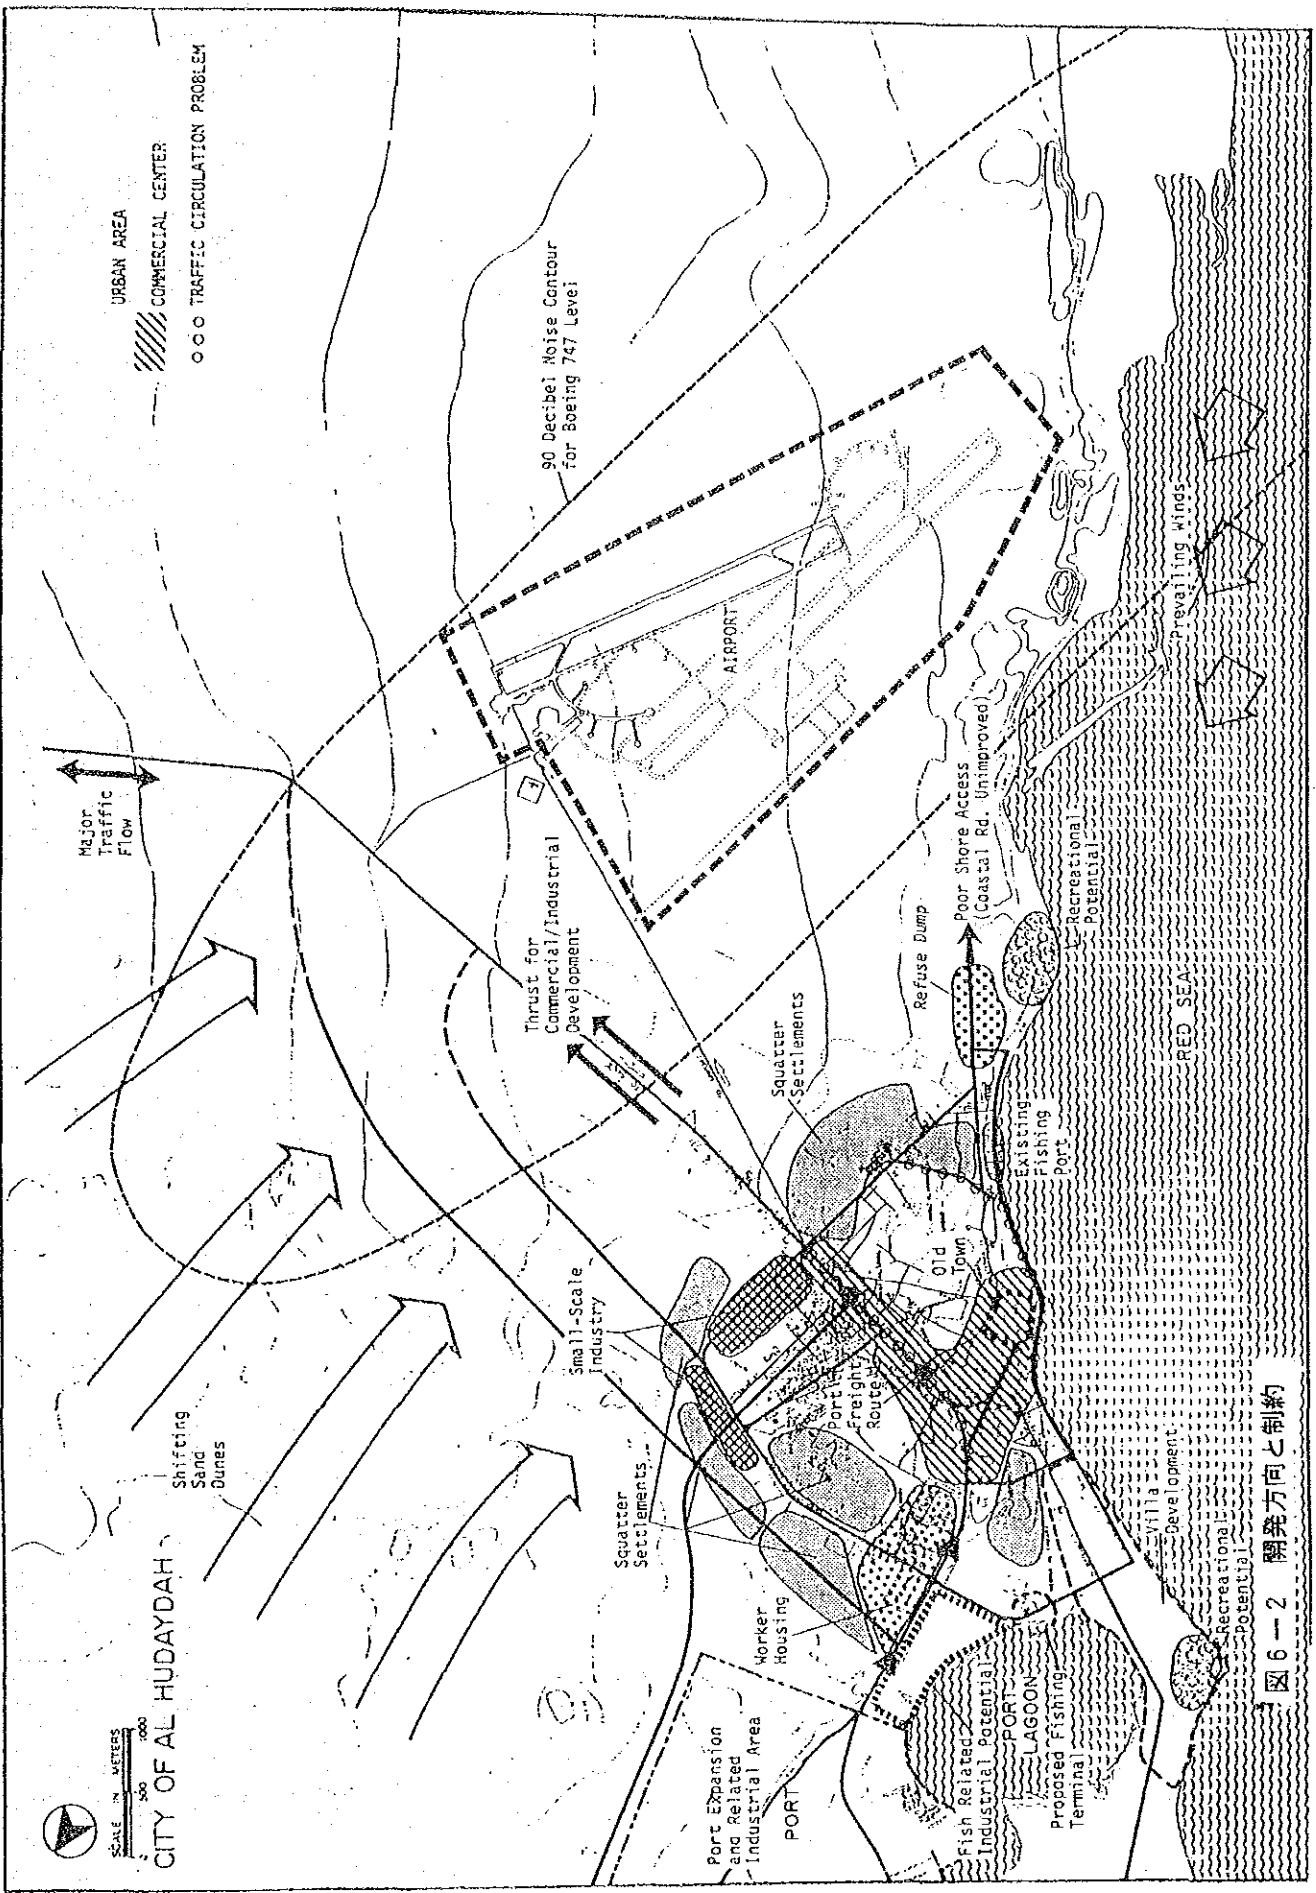 SCALE IN METERS
0 500 1000
CITY OF AL HUDAYDAH
URBAN AREA
COMMERCIAL CENTER
TRAFFIC CIRCULATION PROBLEM
Major
Traffic
Flow
Shifting
Sand
Dunes
90 Decibel Noise Contour
for Boeing 747 Level
Thrust for
Commercial/Industrial
Development
AIRPORT
Small-Scale
Industry
Squatter
Settlements
Squatter
Settlements
Worker
Housing
Port
Freight
Route
Old
Town
Refuse Dump
Poor Shore Access
(Coastal Rd. Unimproved)
Existing
Fishing
Port
Recreational
Potential
Prevailing Winds
RED SEA
Port Expansion
and Related
Industrial Area
PORT
Fish Related
Industrial Potential
PORT
LAGOON
Proposed Fishing
Terminal
Villa
Development
Recreational
Potential
図6-2 開発方向と制約